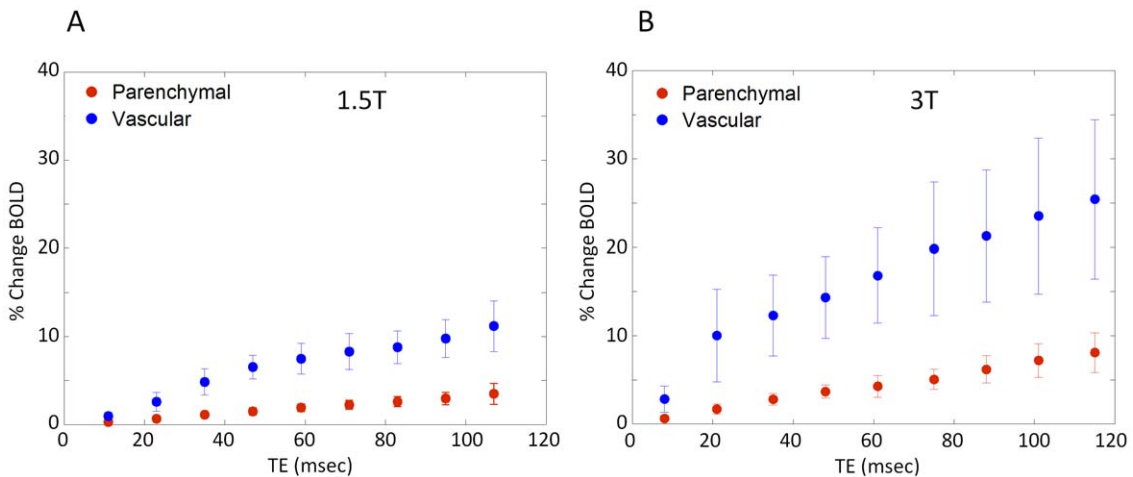 A
40
30
20
10
0
% Change BOLD
Parenchymal
Vascular
1.5T
0 20 40 60 80 100 120
TE (msec)
B
40
30
20
10
0
% Change BOLD
Parenchymal
Vascular
3T
0 20 40 60 80 100 120
TE (msec)